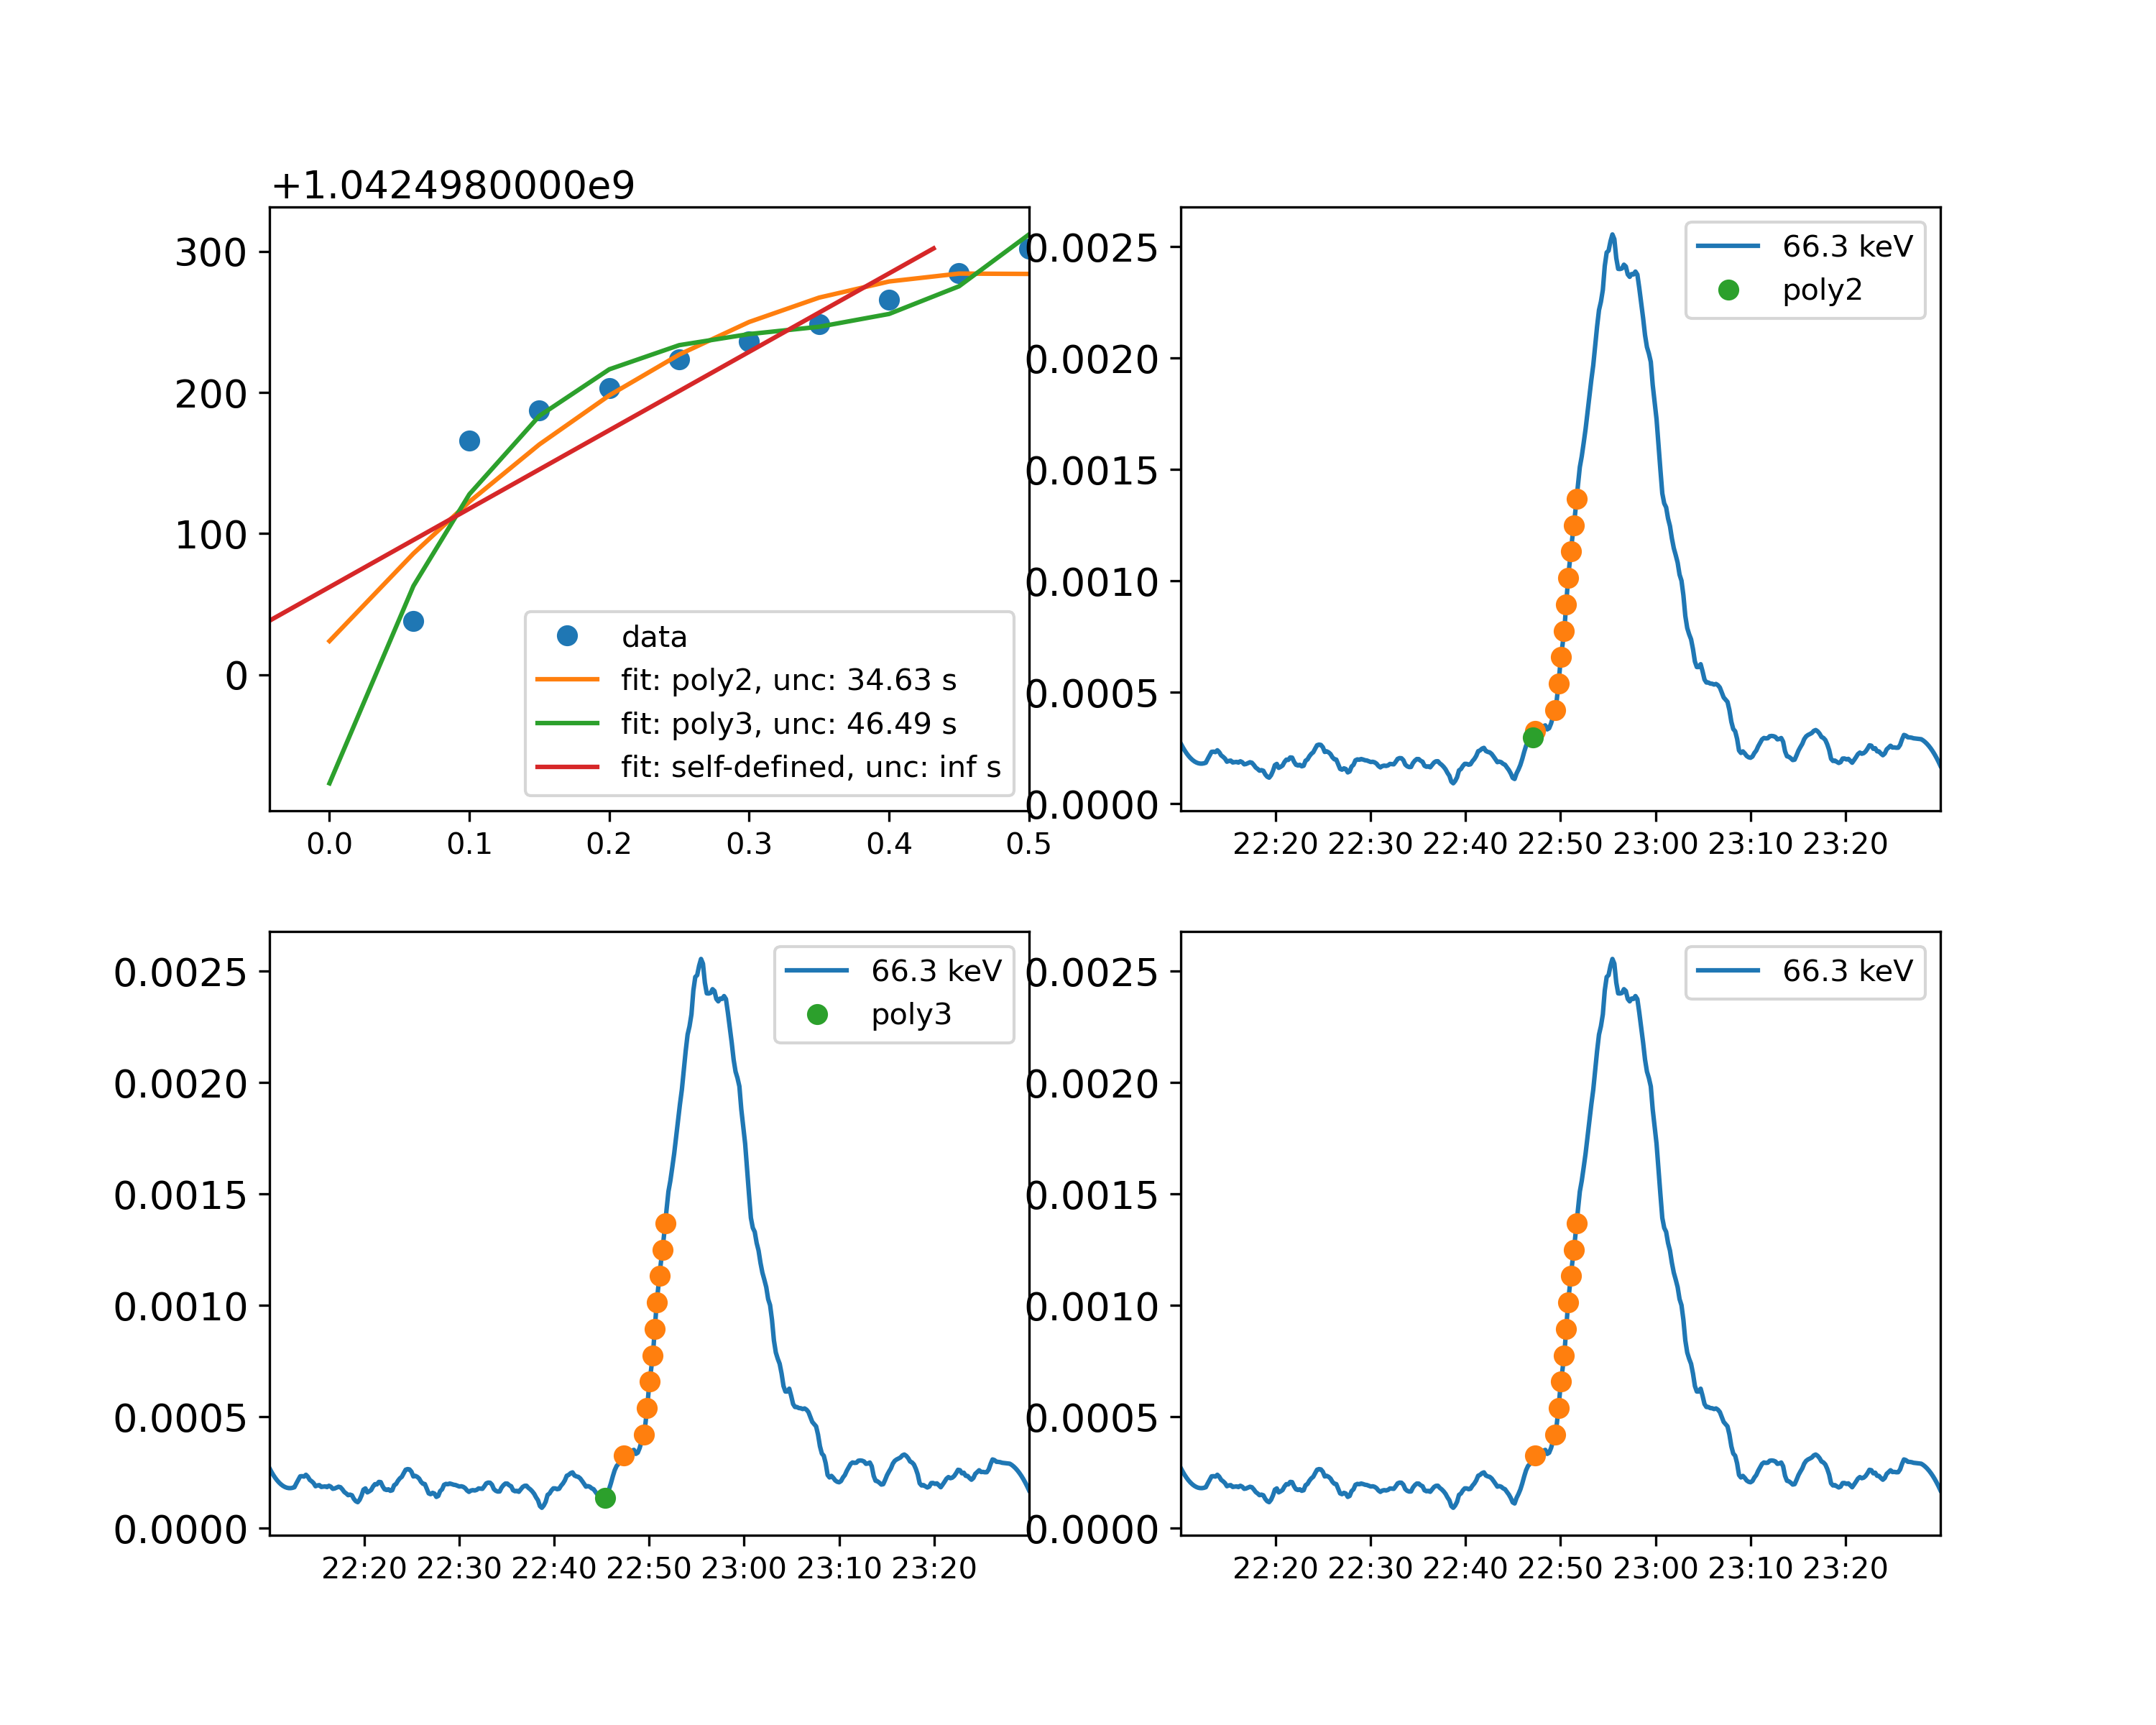 +1.0424980000e9
300
200
100
0
0.0 0.1 0.2 0.3 0.4 0.5
data
fit: poly2, unc: 34.63 s
fit: poly3, unc: 46.49 s
fit: self-defined, unc: inf s
0.0025
0.0020
0.0015
0.0010
0.0005
0.0000
22:20 22:30 22:40 22:50 23:00 23:10 23:20
66.3 keV
poly2
0.0025
0.0020
0.0015
0.0010
0.0005
0.0000
22:20 22:30 22:40 22:50 23:00 23:10 23:20
66.3 keV
poly3
0.0025
0.0020
0.0015
0.0010
0.0005
0.0000
22:20 22:30 22:40 22:50 23:00 23:10 23:20
66.3 keV